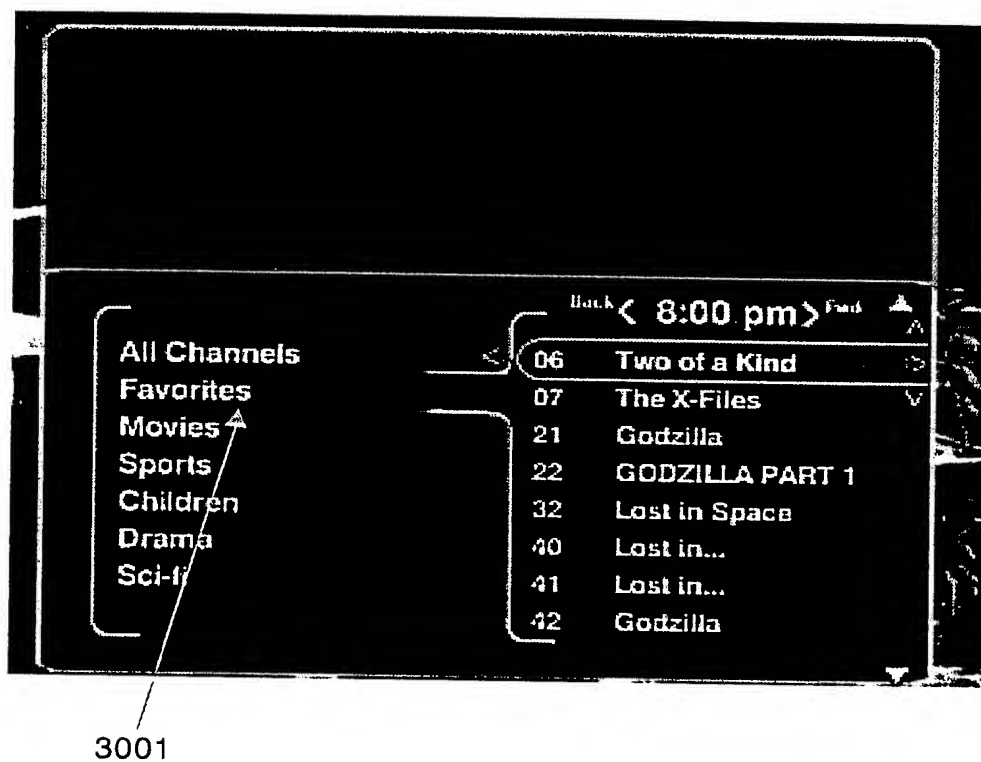 Back < 8:00 pm > Fwd
All Channels
Favorites
Movies
Sports
Children
Drama
Sci-fi
06 Two of a Kind
07 The X-Files
21 Godzilla
22 GODZILLA PART 1
32 Lost in Space
40 Lost in...
41 Lost in...
42 Godzilla
3001